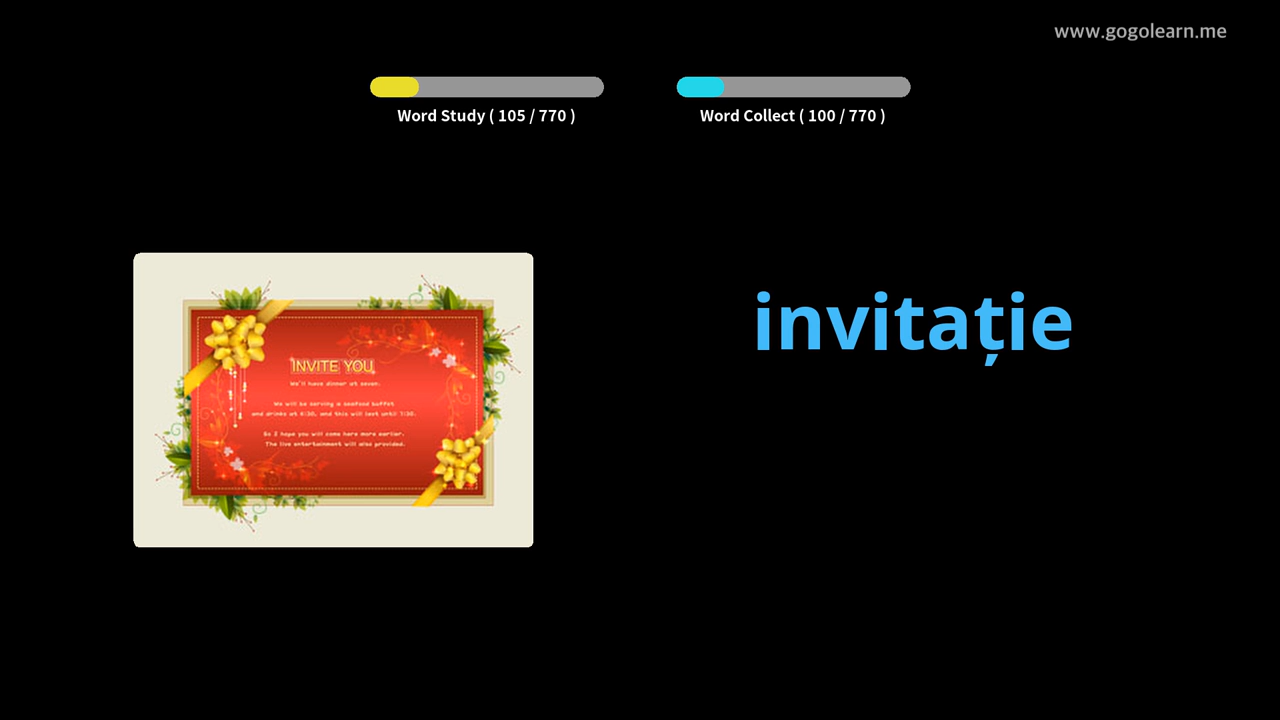 www.gogolearn.me
Word Study ( 105 / 770 )
Word Collect ( 100 / 770 )
invitație
INVITE YOU
We'll have dinner at seven.
We will be serving a seafood buffet
and drinks at 6:30, and this will last until 7:30.
So I hope you will come here more earlier.
The live entertainment will also provided.